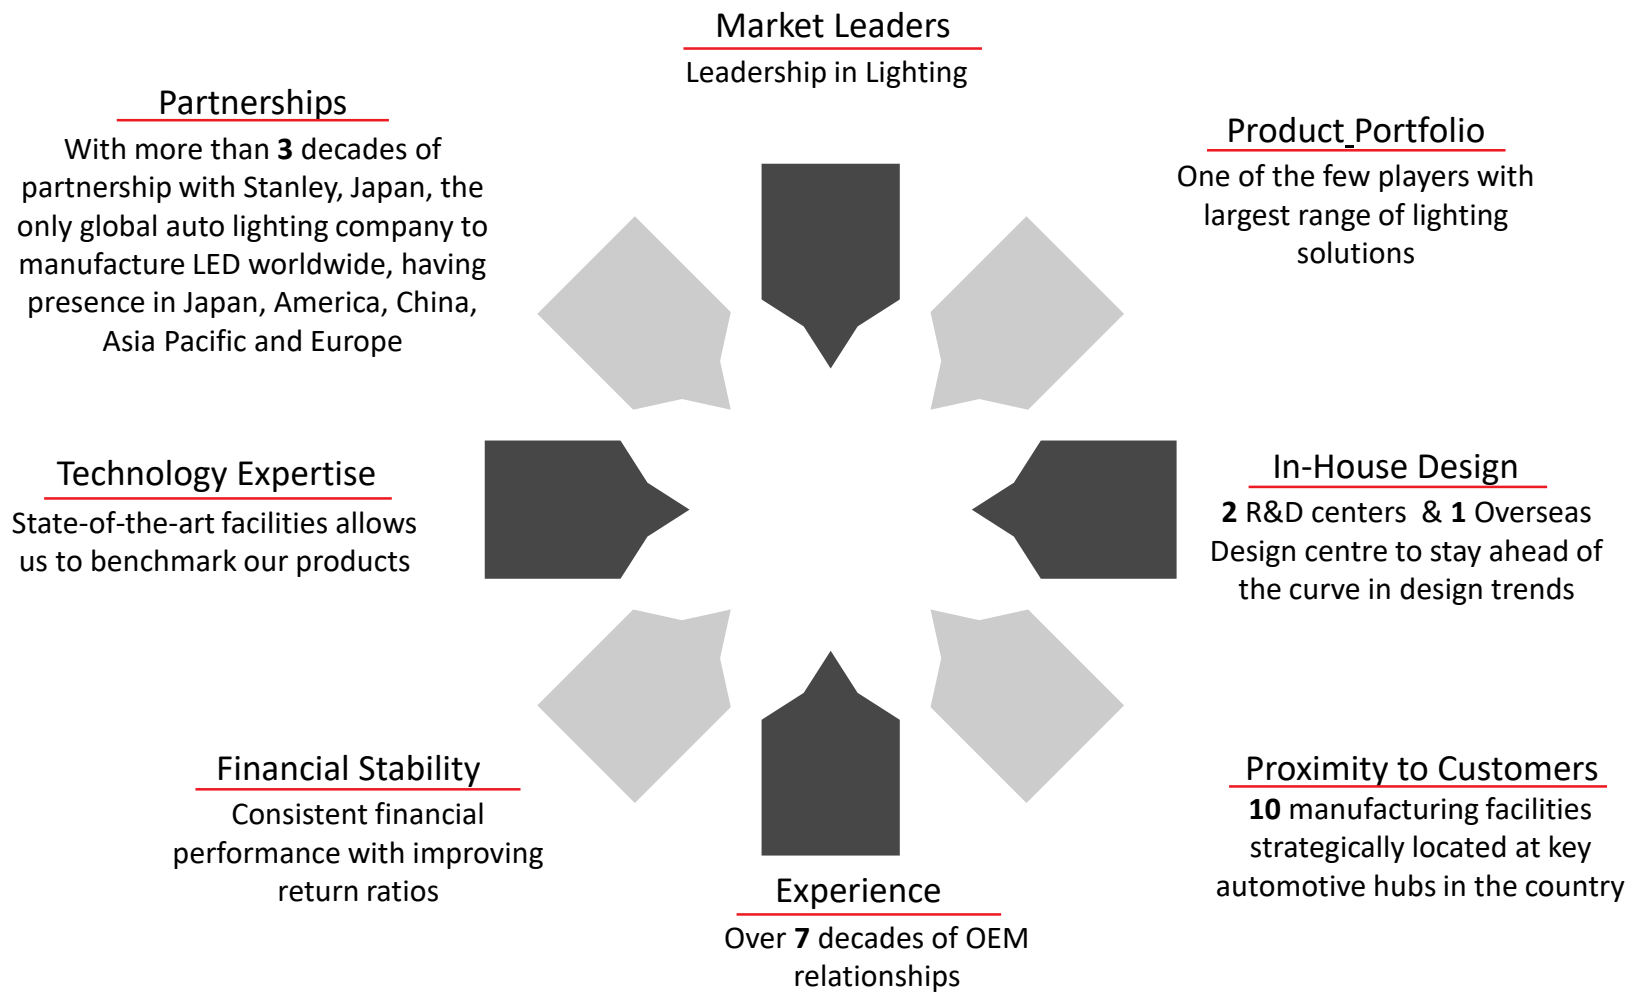 Market Leaders
Leadership in Lighting
Partnerships
With more than 3 decades of
partnership with Stanley, Japan, the
only global auto lighting company to
manufacture LED worldwide, having
presence in Japan, America, China,
Asia Pacific and Europe
Product Portfolio
One of the few players with
largest range of lighting
solutions
Technology Expertise
State-of-the-art facilities allows
us to benchmark our products
In-House Design
2 R&D centers & 1 Overseas
Design centre to stay ahead of
the curve in design trends
Financial Stability
Consistent financial
performance with improving
return ratios
Experience
Over 7 decades of OEM
relationships
Proximity to Customers
10 manufacturing facilities
strategically located at key
automotive hubs in the country